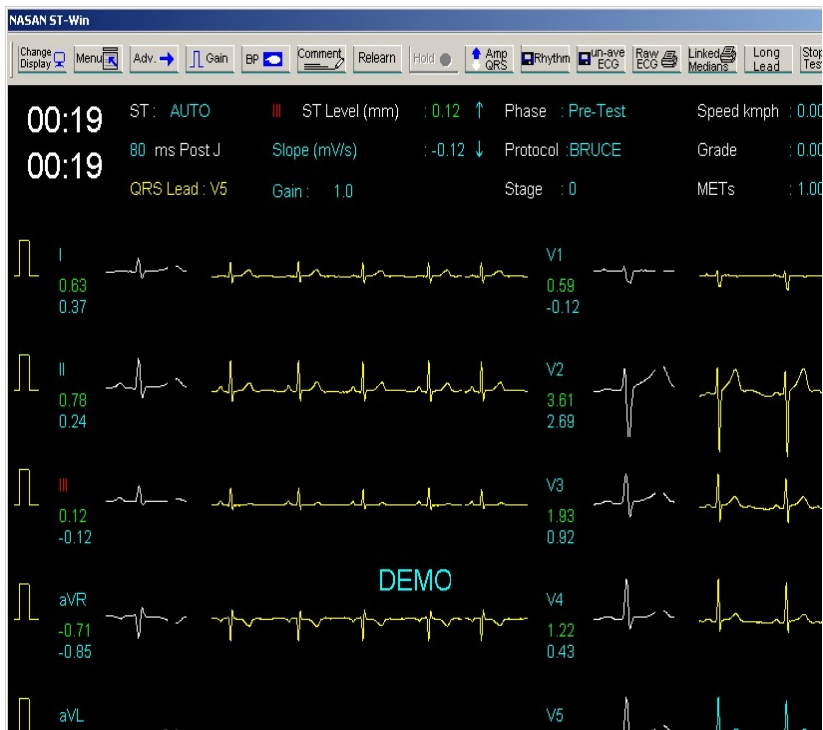 NASAN ST-Win
Change Display Menu Adv. Gain BP Comment Relearn Hold Amp QRS Rhythm un-ave ECG Raw ECG Linked Medians Long Lead Stop Test
00:19 ST : AUTO III ST Level (mm) : 0.12 ↑ Phase : Pre-Test Speed kmph : 0.00
00:19 80 ms Post J Slope (mV/s) : -0.12 ↓ Protocol :BRUCE Grade : 0.00
QRS Lead : V5 Gain : 1.0 Stage : 0 METs : 1.00
I V1
0.63 0.59
0.37 -0.12
II V2
0.78 3.61
0.24 2.69
III V3
0.12 1.93
-0.12 0.92
DEMO
aVR V4
-0.71 1.22
-0.85 0.43
aVL V5